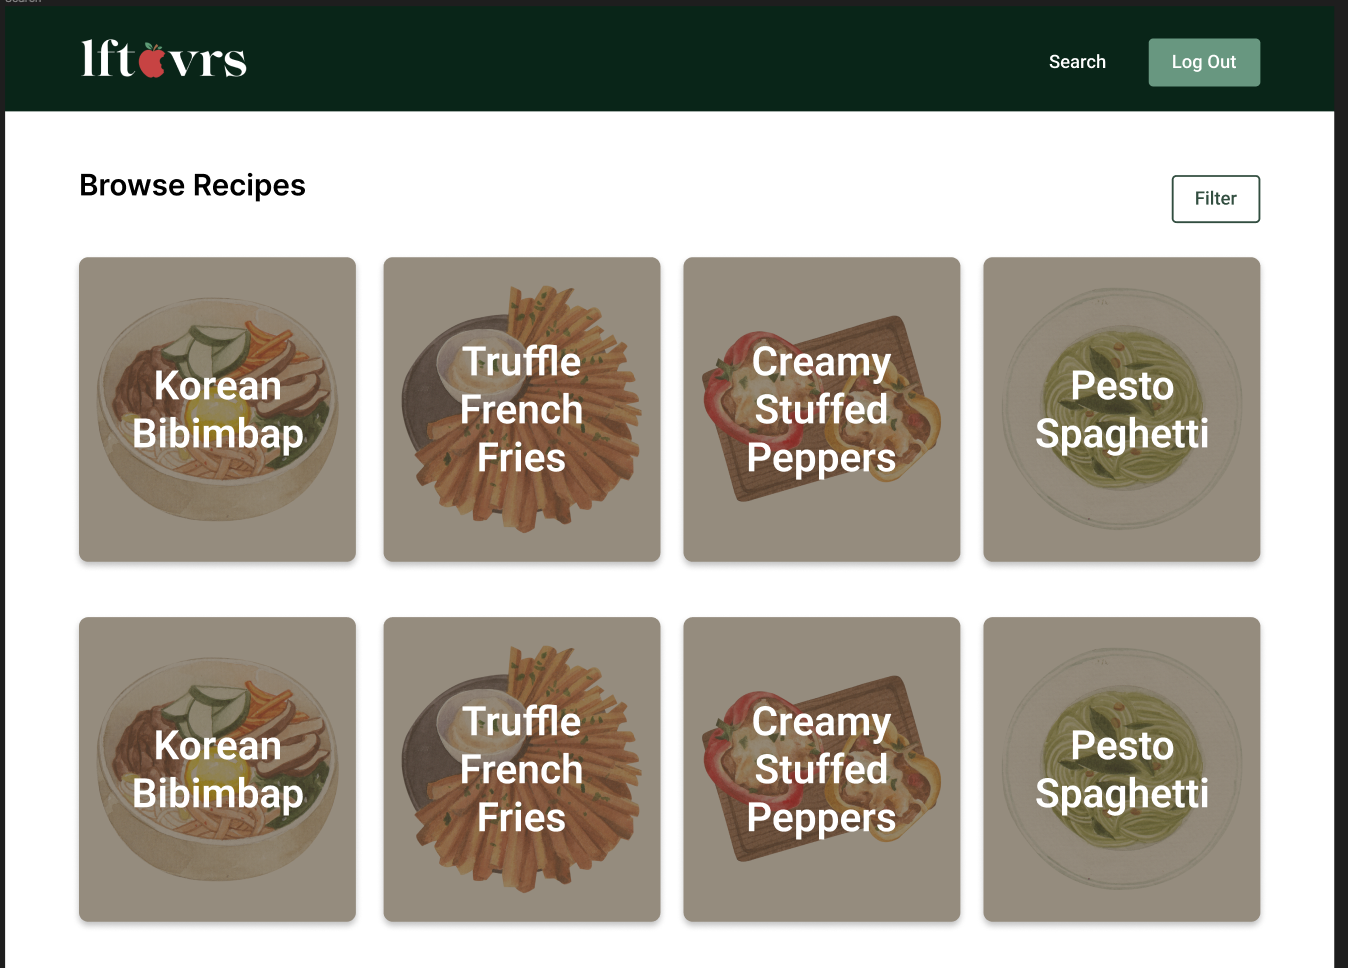 Search
lftovrs
Search
Log Out
Browse Recipes
Filter
Korean
Bibimbap
Truffle
French
Fries
Creamy
Stuffed
Peppers
Pesto
Spaghetti
Korean
Bibimbap
Truffle
French
Fries
Creamy
Stuffed
Peppers
Pesto
Spaghetti